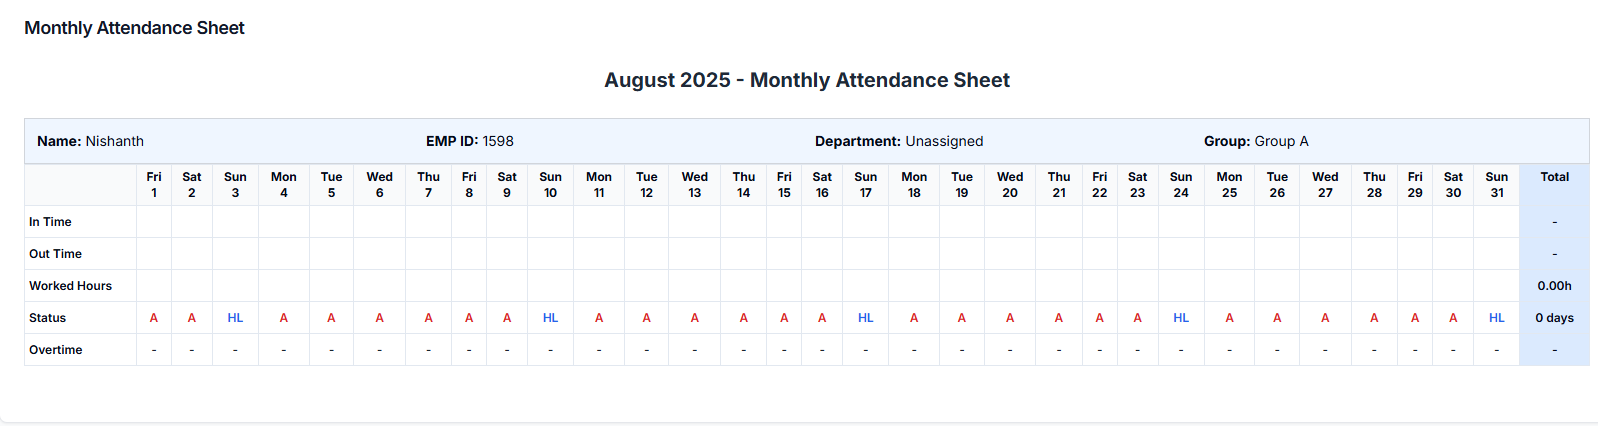 Monthly Attendance Sheet
August 2025 - Monthly Attendance Sheet
Name: Nishanth EMP ID: 1598 Department: Unassigned Group: Group A
Fri Sat Sun Mon Tue Wed Thu Fri Sat Sun Mon Tue Wed Thu Fri Sat Sun Mon Tue Wed Thu Fri Sat Sun Mon Tue Wed Thu Fri Sat Sun Total
1 2 3 4 5 6 7 8 9 10 11 12 13 14 15 16 17 18 19 20 21 22 23 24 25 26 27 28 29 30 31
In Time -
Out Time -
Worked Hours 0.00h
Status A A HL A A A A A A HL A A A A A A HL A A A A A A HL A A A A A A HL 0 days
Overtime - - - - - - - - - - - - - - - - - - - - - - - - - - - - - - - -